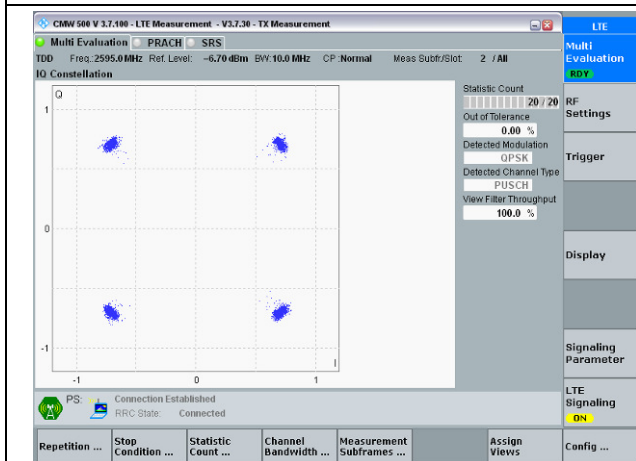 CMW 500 V 3.7.100 - LTE Measurement - V3.7.30 - TX Measurement
LTE
Multi Evaluation PRACH SRS
Multi
Evaluation
RDY
TDD Freq.:2595.0 MHz Ref. Level: -6.70 dBm BW:10.0 MHz CP :Normal Meas Subfr/Slot: 2 / All
IQ Constellation
Q
1
0
-1
I
-1 0 1
Statistic Count
20 / 20
Out of Tolerance
0.00 %
Detected Modulation
QPSK
Detected Channel Type
PUSCH
View Filter Throughput
100.0 %
RF
Settings
Trigger
Display
Signaling
Parameter
LTE
Signaling
ON
PS: Connection Established
RRC State: Connected
Repetition ...
Stop
Condition ...
Statistic
Count ...
Channel
Bandwidth ...
Measurement
Subframes ...
Assign
Views
Config ...